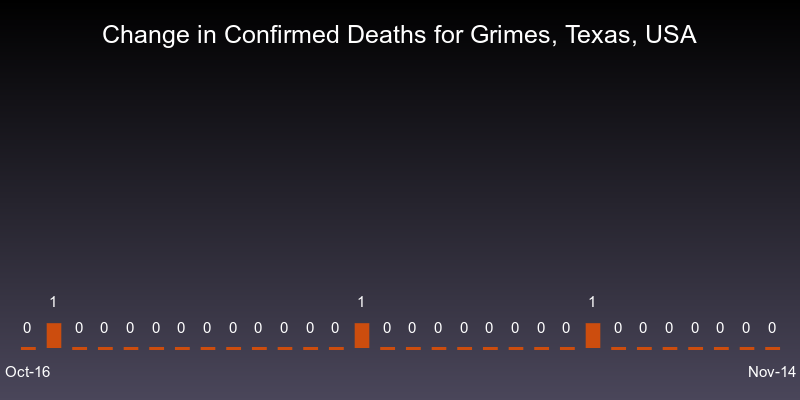 Change in Confirmed Deaths for Grimes, Texas, USA
1 1 1
0 0 0 0 0 0 0 0 0 0 0 0 0 0 0 0 0 0 0 0 0 0 0 0 0 0 0
Oct-16 Nov-14